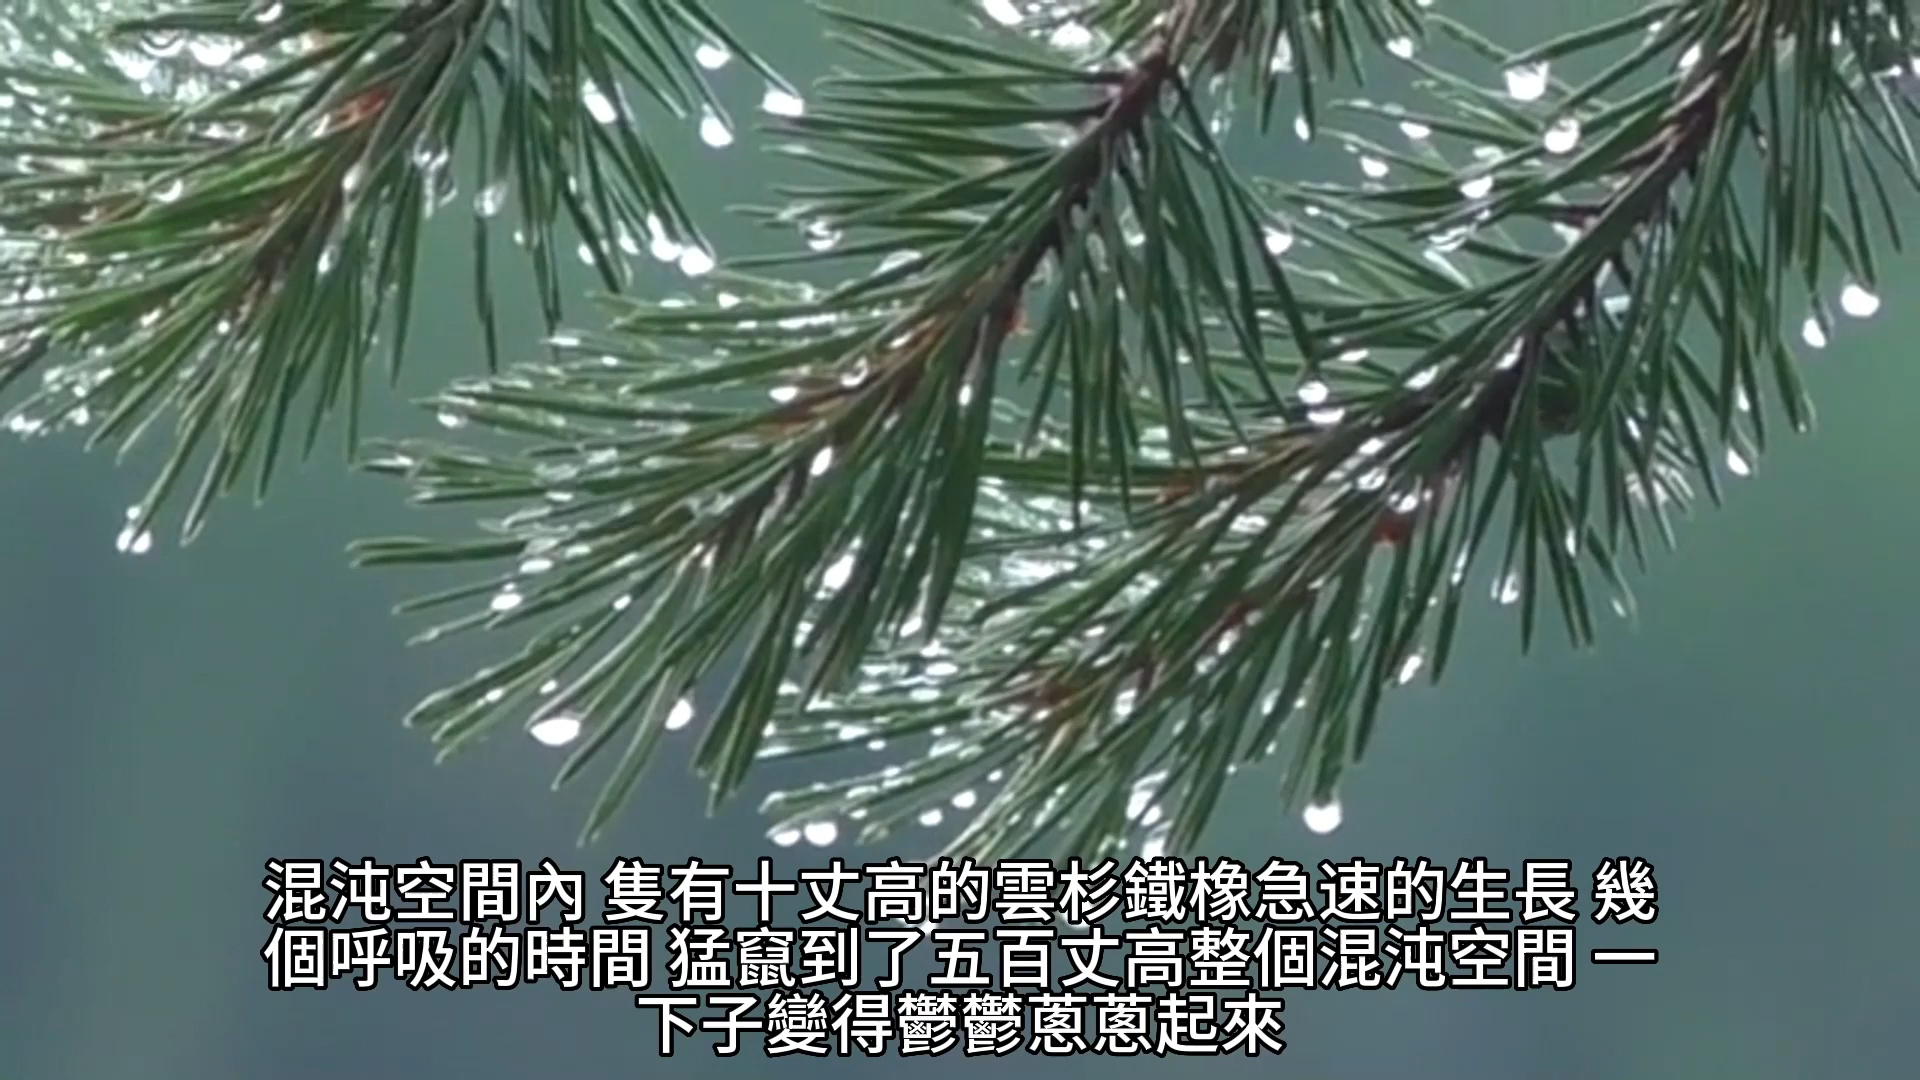 混沌空間內 隻有十丈高的雲杉鐵橡急速的生長 幾
個呼吸的時間 猛竄到了五百丈高整個混沌空間 一
下子變得鬱鬱蔥蔥起來